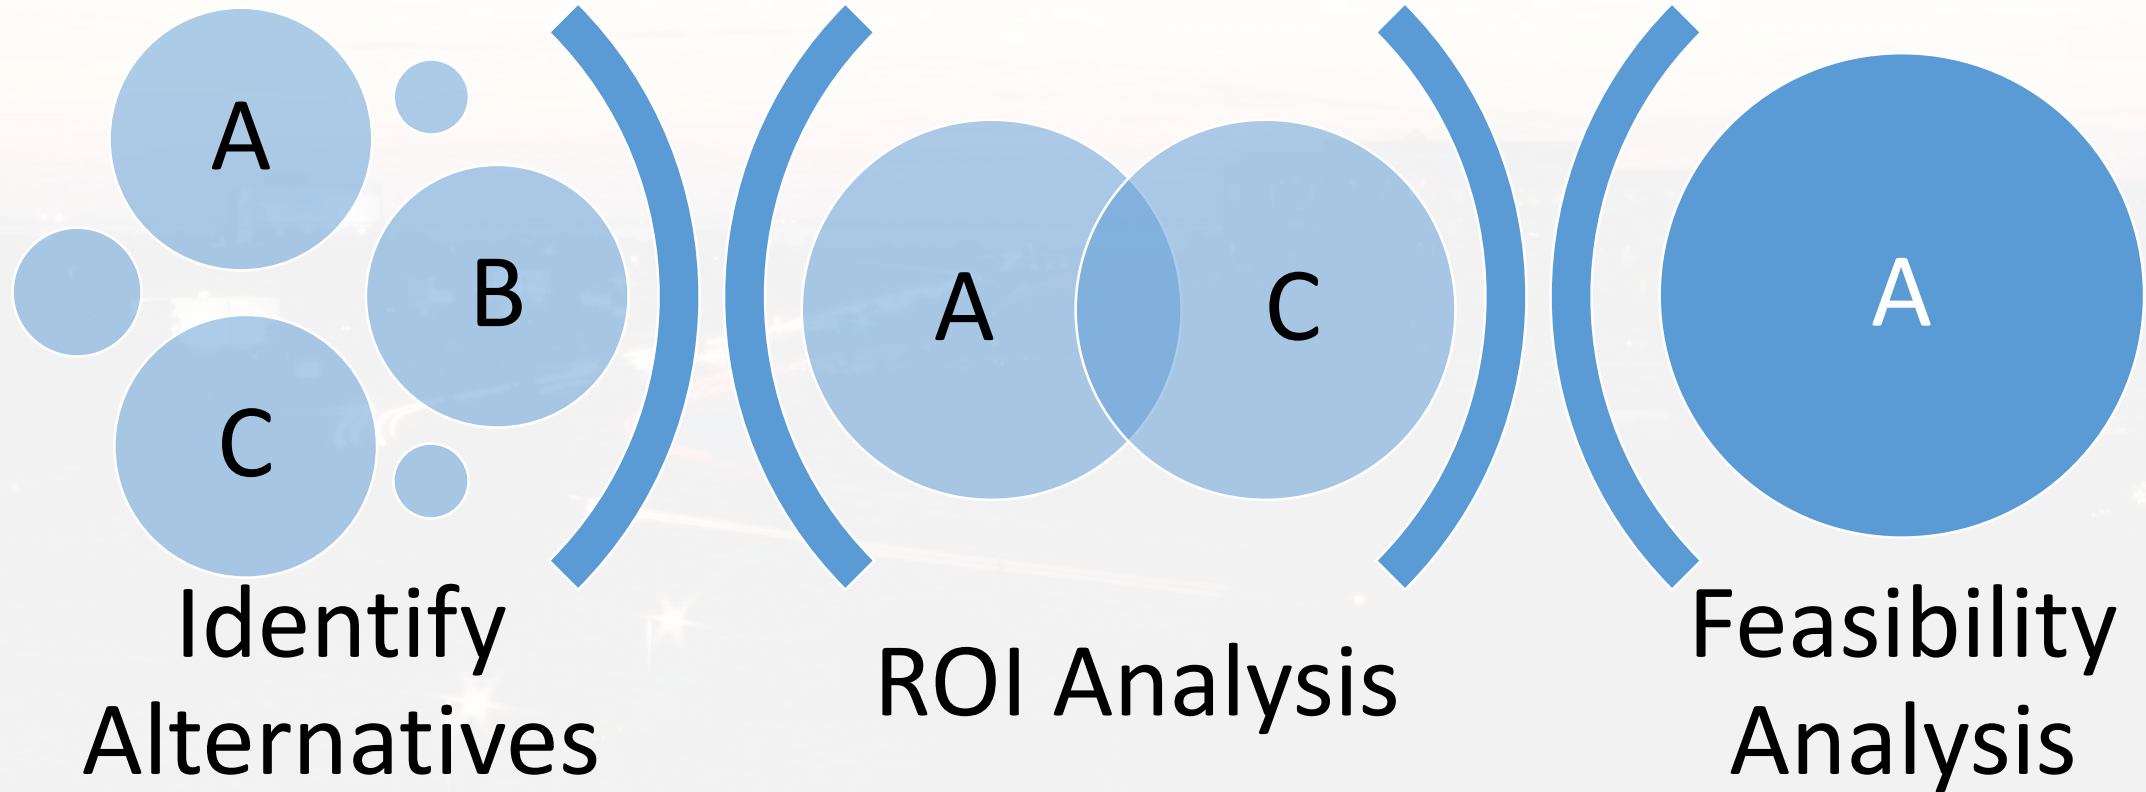 A
B
C
Identify
Alternatives
A
C
ROI Analysis
A
Feasibility
Analysis